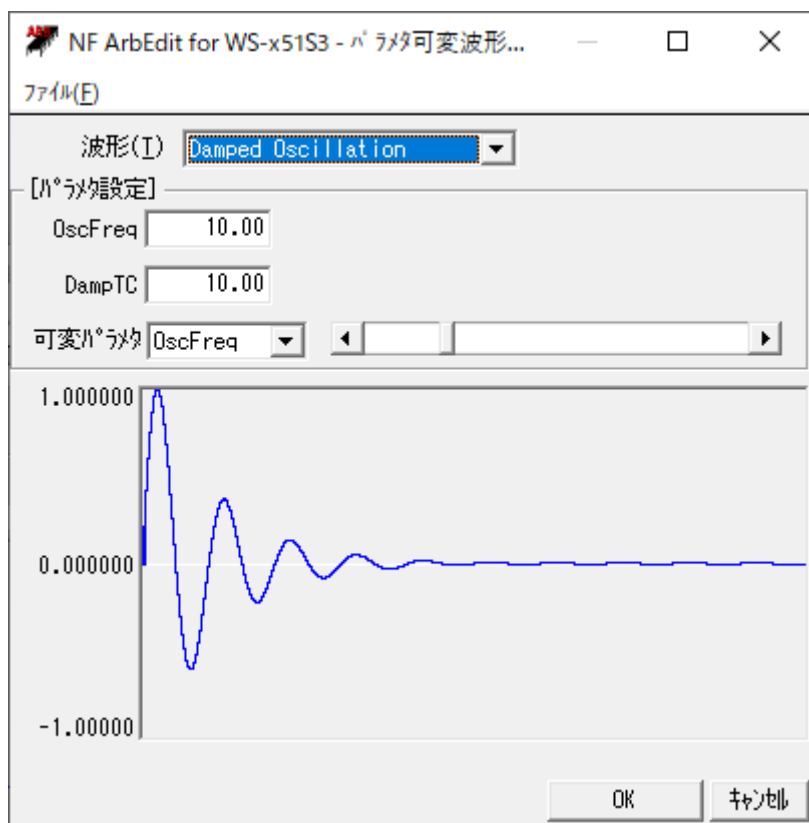 NF ArbEdit for WS-x51S3 - ﾊﾟﾗﾒﾀ可変波形...
ﾌｧｲﾙ(F)
波形(T) Damped Oscillation
[ﾊﾟﾗﾒﾀ設定]
OscFreq 10.00
DampTC 10.00
可変ﾊﾟﾗﾒﾀ OscFreq
1.000000
0.000000
-1.00000
OK ｷｬﾝｾﾙ